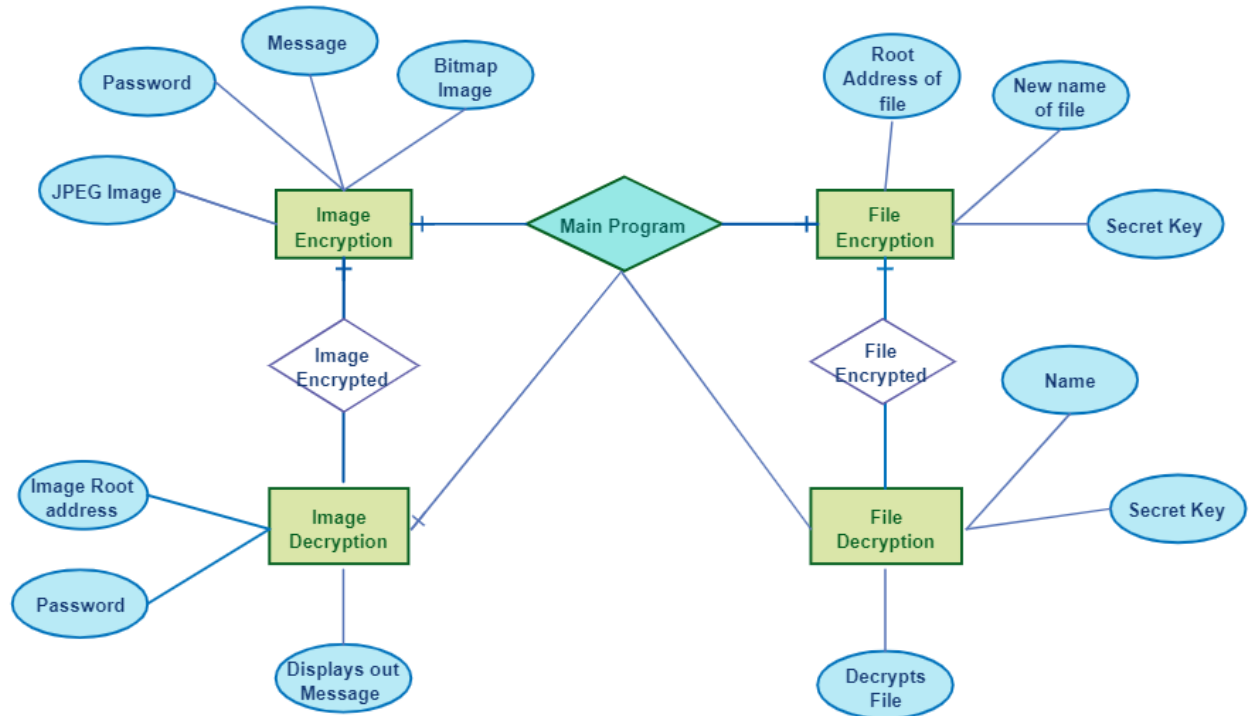 Message
Password
Bitmap
Image
JPEG Image
Image
Encryption
Main Program
Root
Address of
file
New name
of file
File
Encryption
Secret Key
Image
Encrypted
File
Encrypted
Name
Image Root
address
Image
Decryption
File
Decryption
Secret Key
Password
Displays out
Message
Decrypts
File